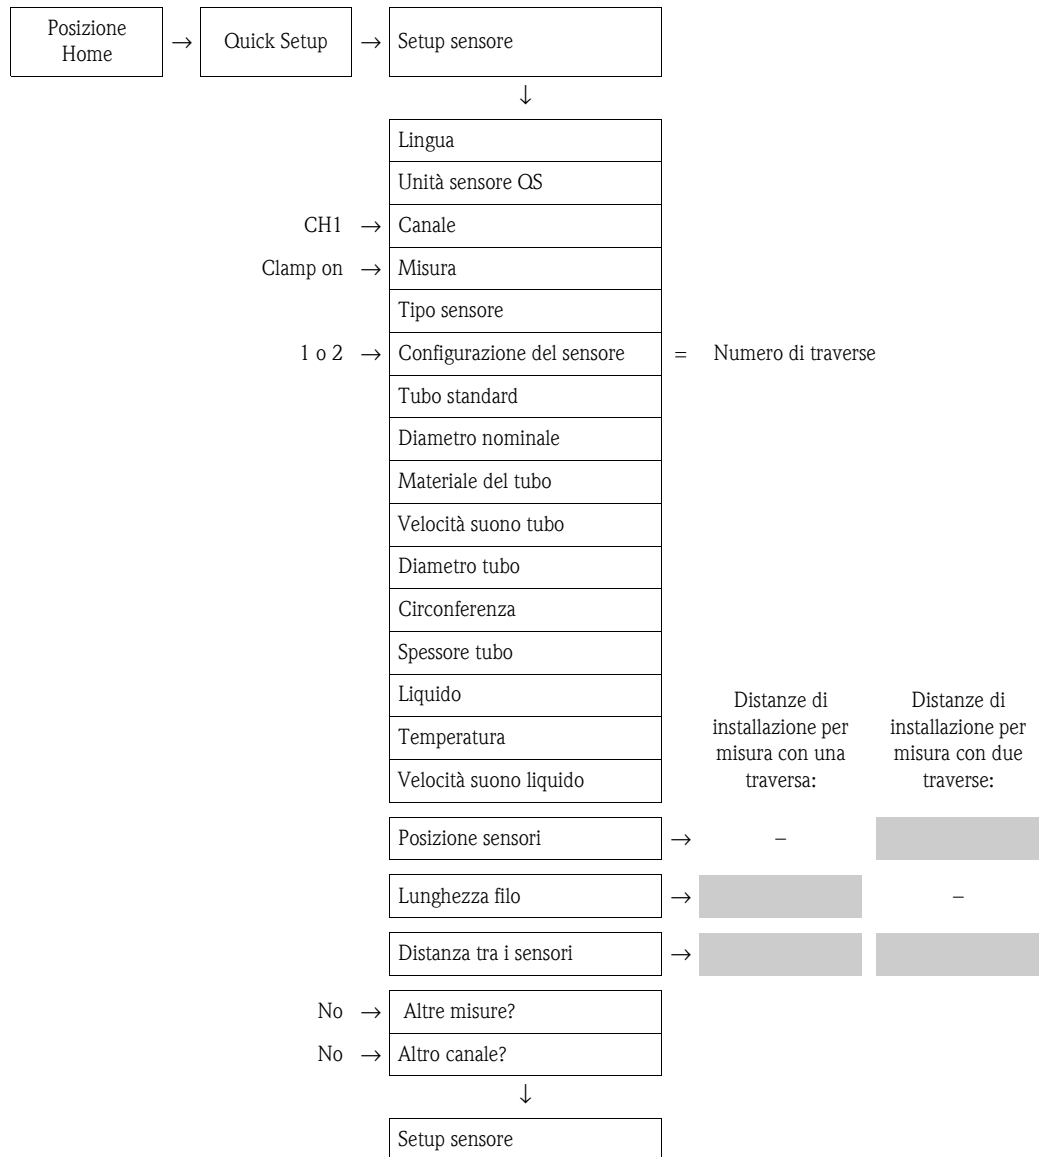 Posizione
Home
→
Quick Setup
→
Setup sensore
↓
Lingua
Unità sensore QS
CH1 → Canale
Clamp on → Misura
Tipo sensore
1 o 2 → Configurazione del sensore = Numero di traverse
Tubo standard
Diametro nominale
Materiale del tubo
Velocità suono tubo
Diametro tubo
Circonferenza
Spessore tubo
Liquido
Temperatura
Velocità suono liquido
Distanze di
installazione per
misura con una
traversa:
Distanze di
installazione per
misura con due
traverse:
Posizione sensori → –
Lunghezza filo → –
Distanza tra i sensori →
No → Altre misure?
No → Altro canale?
↓
Setup sensore